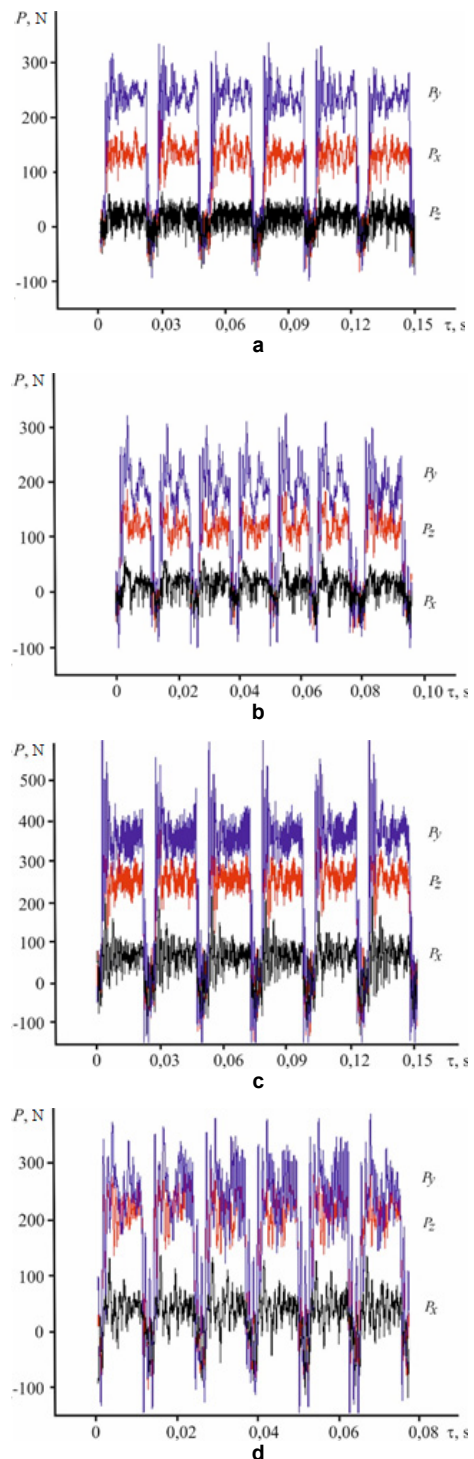 P, N
300
Py
200
Px
100
Pz
0
-100
0 0,03 0,06 0,09 0,12 0,15 τ, s
a
P, N
300
Py
200
Pz
100
0
Px
-100
0 0,02 0,04 0,06 0,08 0,10 τ, s
b
P, N
500
400
Py
300
Pz
200
100
Px
0
-100
0 0,03 0,06 0,09 0,12 0,15 τ, s
c
P, N
300
Py
200
Pz
100
Px
0
-100
0 0,02 0,04 0,06 0,08 τ, s
d